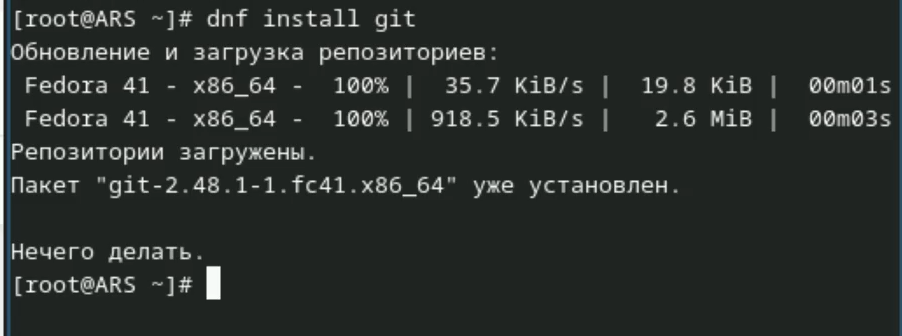 [root@ARS ~]# dnf install git
Обновление и загрузка репозиториев:
Fedora 41 - x86_64 - 100% | 35.7 KiB/s | 19.8 KiB | 00m01s
Fedora 41 - x86_64 - 100% | 918.5 KiB/s | 2.6 MiB | 00m03s
Репозитории загружены.
Пакет "git-2.48.1-1.fc41.x86_64" уже установлен.
Нечего делать.
[root@ARS ~]#